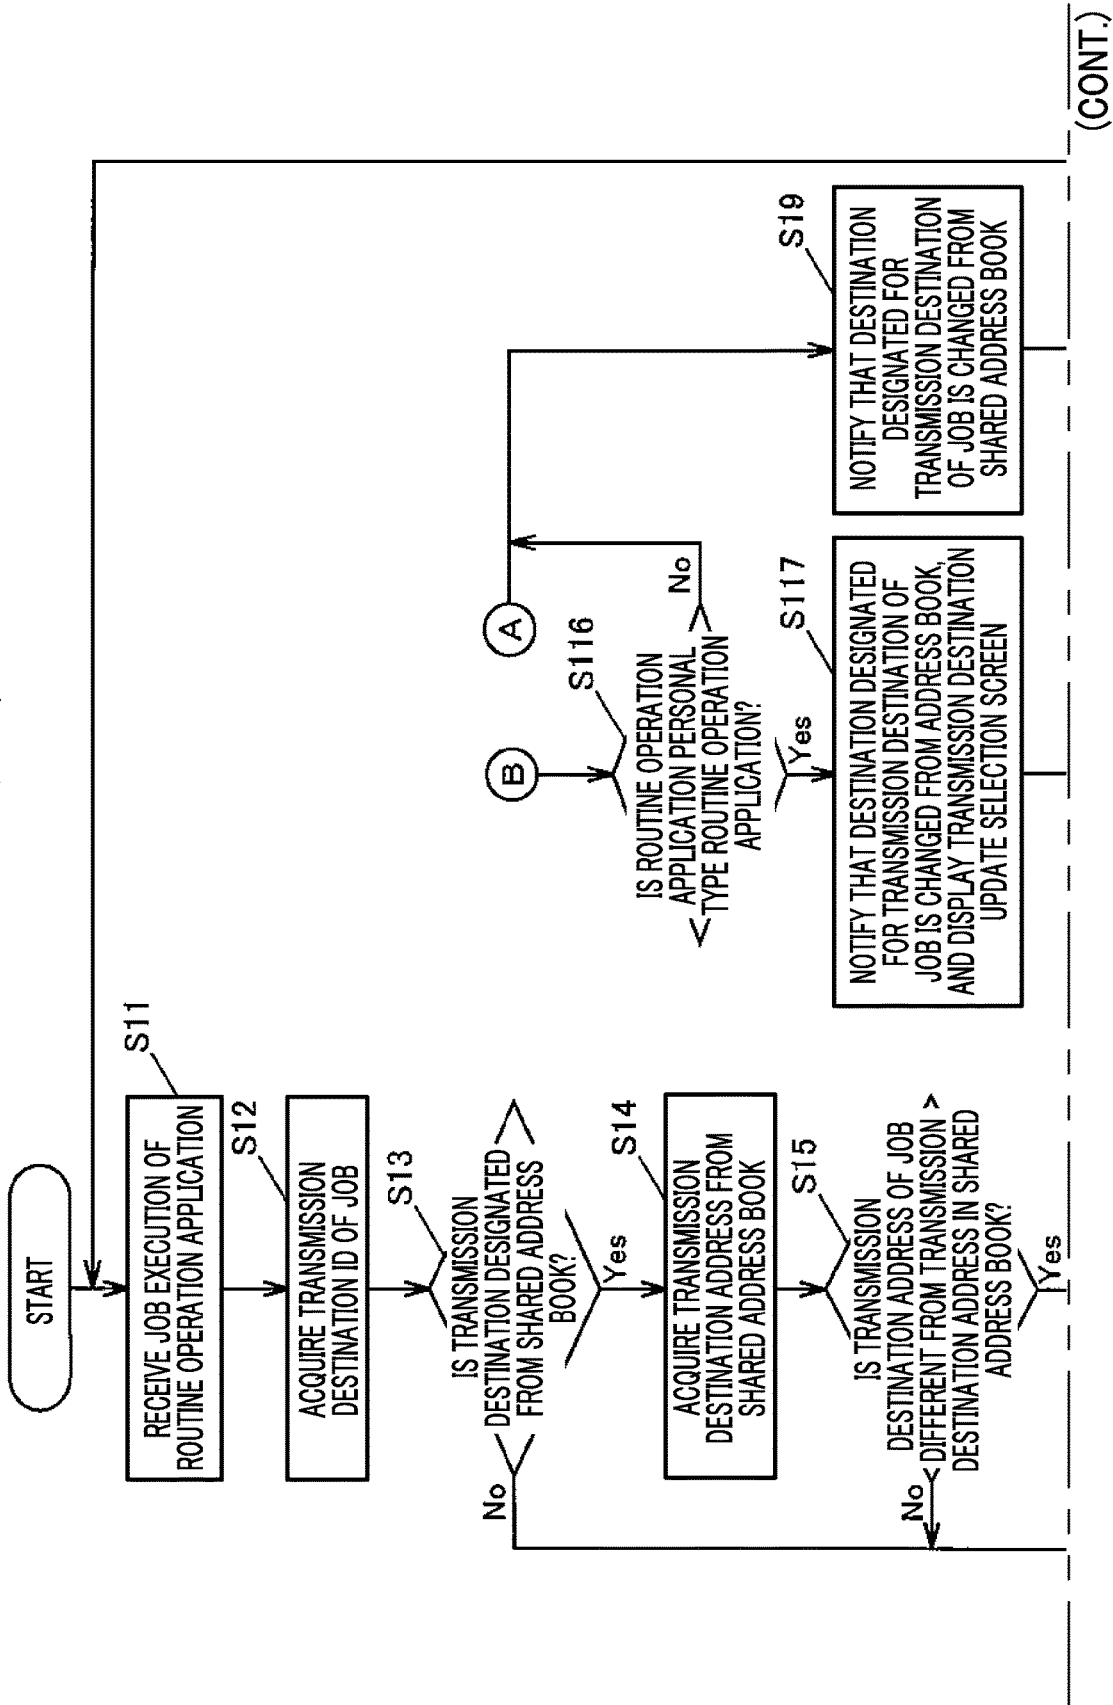 START
S11
RECEIVE JOB EXECUTION OF
ROUTINE OPERATION APPLICATION
S12
ACQUIRE TRANSMISSION
DESTINATION ID OF JOB
S13
IS TRANSMISSION
DESTINATION DESIGNATED
FROM SHARED ADDRESS
BOOK?
No
Yes
S14
ACQUIRE TRANSMISSION
DESTINATION ADDRESS FROM
SHARED ADDRESS BOOK
S15
IS TRANSMISSION
DESTINATION ADDRESS OF JOB
DIFFERENT FROM TRANSMISSION
DESTINATION ADDRESS IN SHARED
ADDRESS BOOK?
No
Yes
B
A
S116
IS ROUTINE OPERATION
APPLICATION PERSONAL
TYPE ROUTINE OPERATION
APPLICATION?
No
Yes
S117
NOTIFY THAT DESTINATION DESIGNATED
FOR TRANSMISSION DESTINATION OF
JOB IS CHANGED FROM ADDRESS BOOK,
AND DISPLAY TRANSMISSION DESTINATION
UPDATE SELECTION SCREEN
S19
NOTIFY THAT DESTINATION
DESIGNATED FOR
TRANSMISSION DESTINATION
OF JOB IS CHANGED FROM
SHARED ADDRESS BOOK
(CONT.)